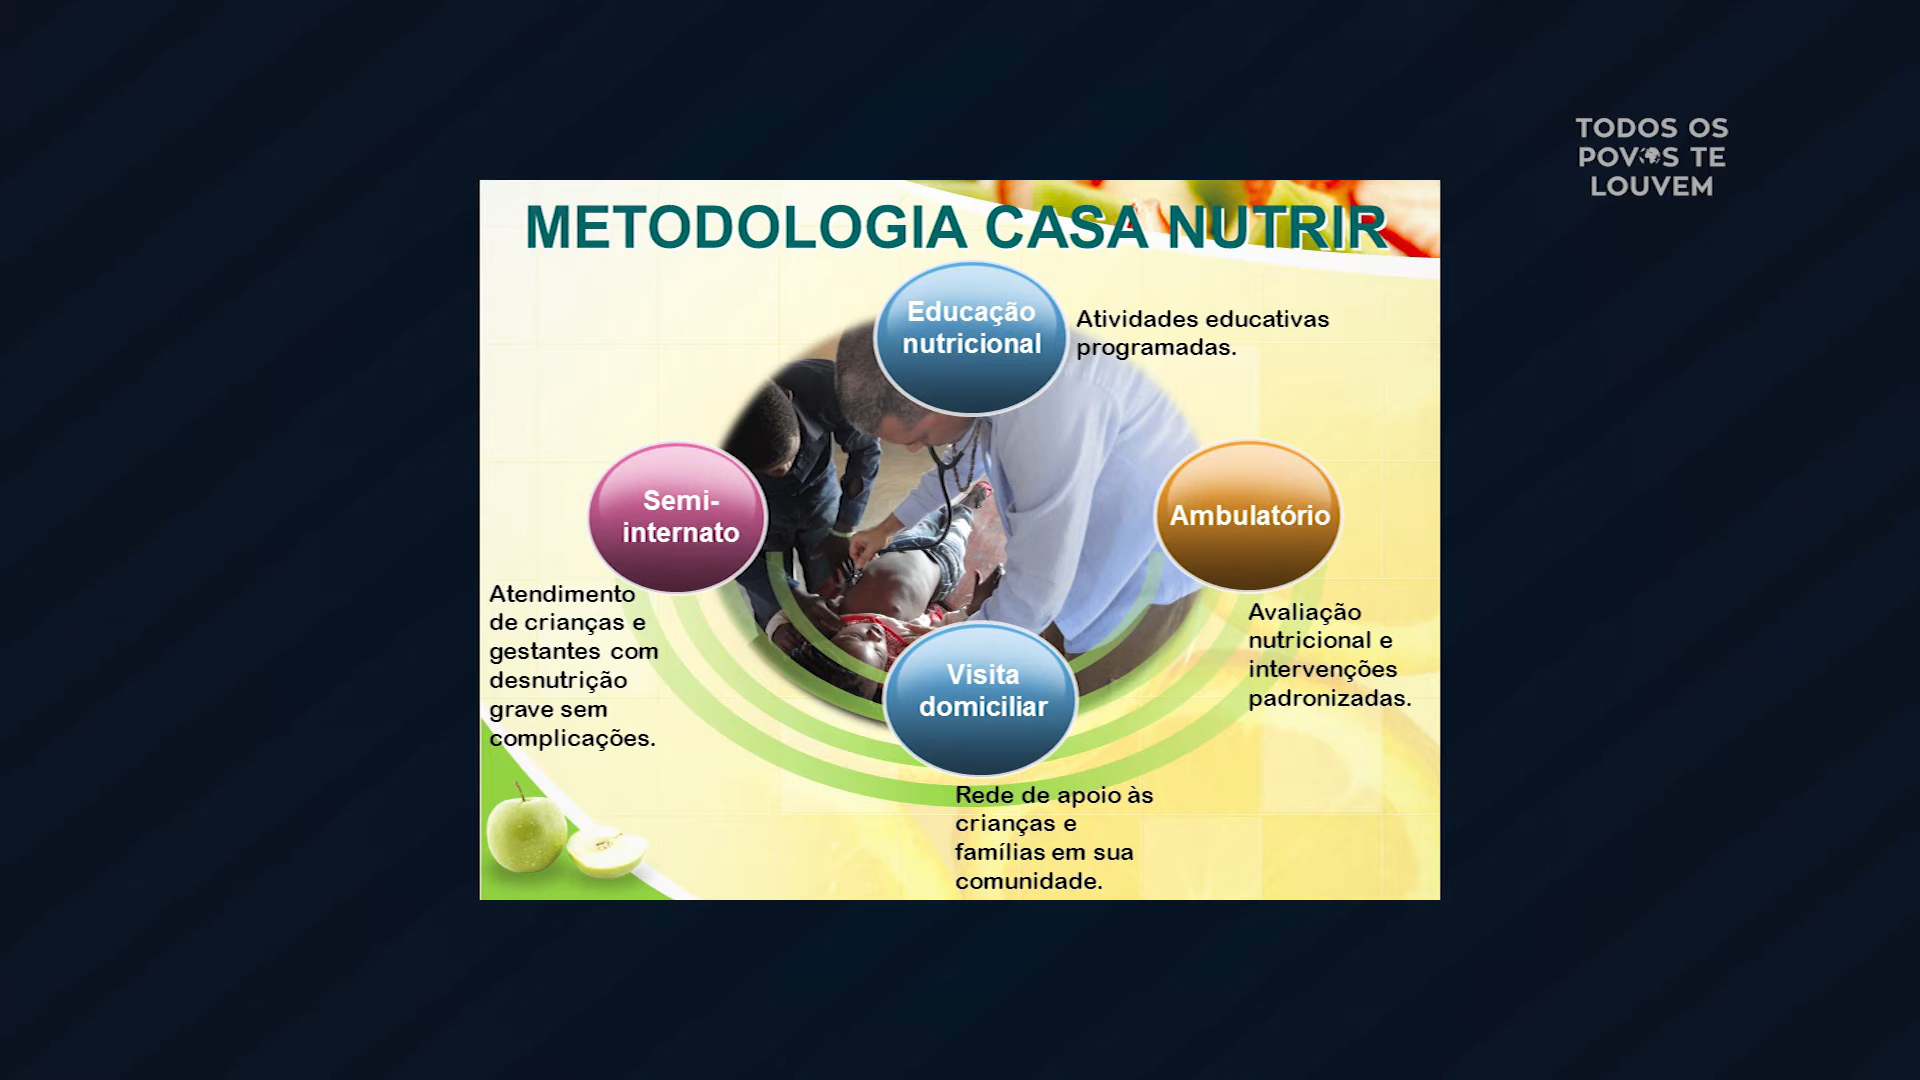 TODOS OS
POVOS TE
LOUVEM
METODOLOGIA CASA NUTRIR
Educação
nutricional
Atividades educativas
programadas.
Semi-
internato
Ambulatório
Atendimento
de crianças e
gestantes com
desnutrição
grave sem
complicações.
Avaliação
nutricional e
intervenções
padronizadas.
Visita
domiciliar
Rede de apoio às
crianças e
famílias em sua
comunidade.